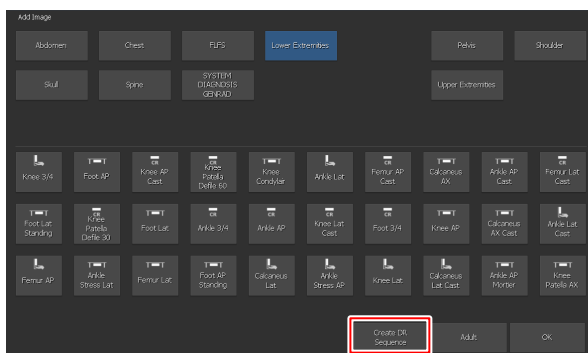 Add Image
Abdomen
Chest
FLFS
Lower Extremities
Pelvis
Shoulder
Skull
Spine
SYSTEM
DIAGNOSIS
GENRAD
Upper Extremities
Knee 3/4
T T
Foot AP
CR
Knee AP
Cast
CR
Knee
Patella
Defile 60
T T
Knee
Condylair
Ankle Lat
CR
Femur AP
Cast
T T
Calcaneus
AX
T T
Ankle AP
Cast
CR
Femur Lat
Cast
T T
Foot Lat
Standing
CR
Knee
Patella
Defile 30
T T
Foot Lat
CR
Ankle 3/4
CR
Ankle AP
CR
Knee Lat
Cast
CR
Foot 3/4
T T
Knee AP
T T
Calcaneus
AX Cast
Ankle Lat
Cast
Femur AP
T T
Ankle
Stress Lat
T T
Femur Lat
T T
Foot AP
Standing
Calcaneus
Lat
Ankle
Stress AP
Knee Lat
Calcaneus
Lat Cast
T T
Ankle AP
Mortier
T T
Knee
Patella AX
Create DR
Sequence
Adult
OK